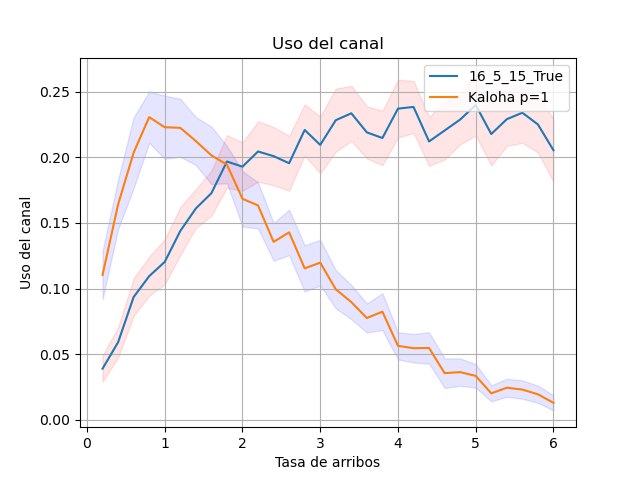 Uso del canal
16_5_15_True
Kaloha p=1
Uso del canal
0.25
0.20
0.15
0.10
0.05
0.00
0 1 2 3 4 5 6
Tasa de arribos